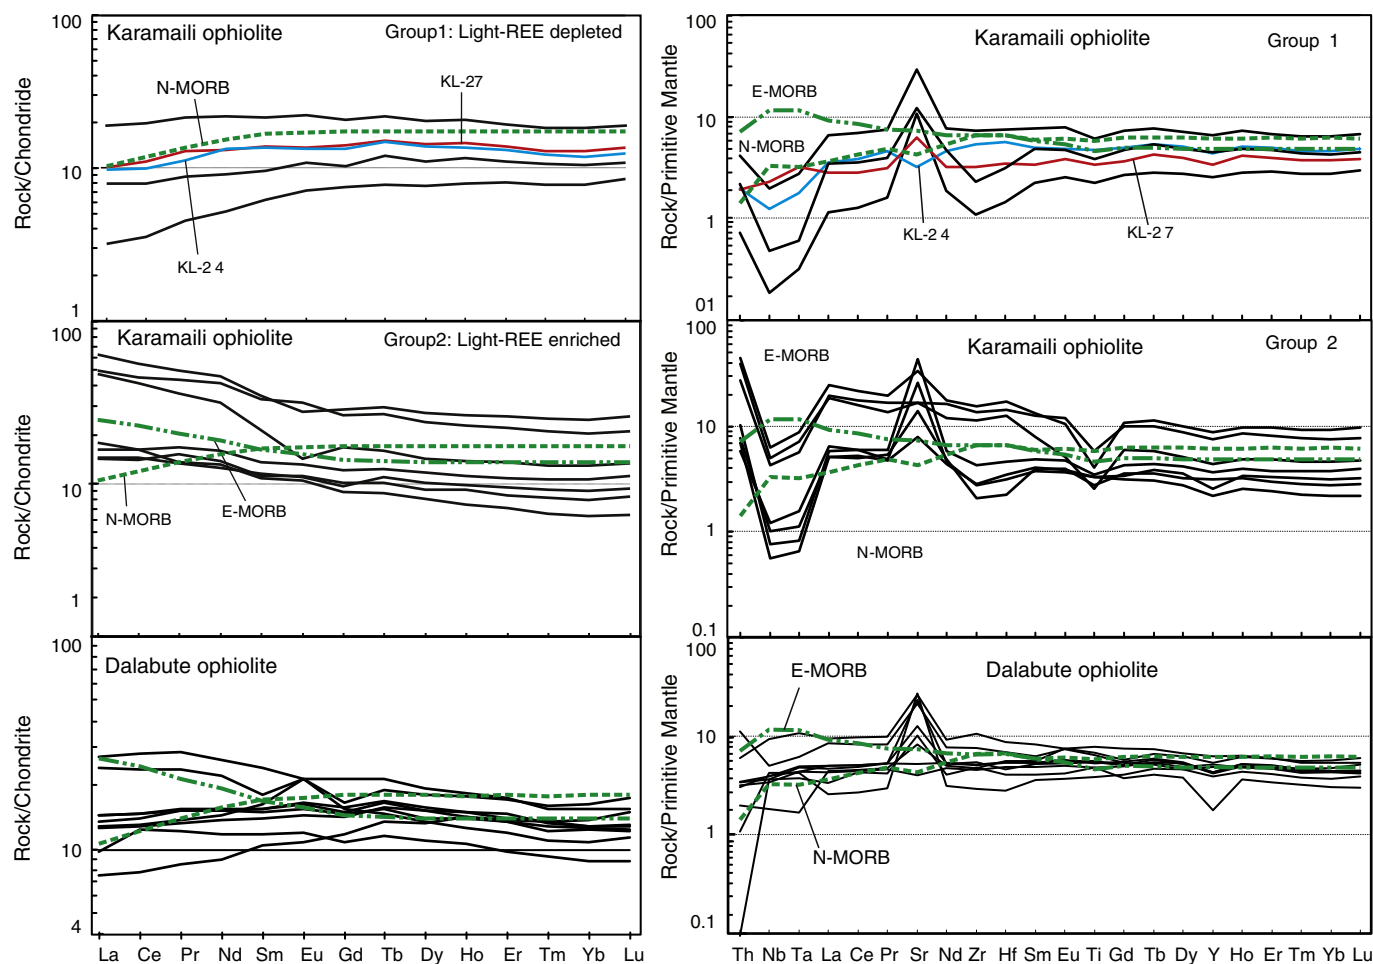 100
Karamaili ophiolite
Group1: Light-REE depleted
N-MORB
KL-27
10
KL-2 4
1
Rock/Chondride
100
Karamaili ophiolite
Group 1
E-MORB
10
N-MORB
1
KL-2 4
KL-2 7
01
Rock/Primitive Mantle
100
Karamaili ophiolite
Group2: Light-REE enriched
10
N-MORB
E-MORB
1
Rock/Chondrite
100
Karamaili ophiolite
Group 2
E-MORB
10
1
N-MORB
0.1
Rock/Primitive Mantle
100
Dalabute ophiolite
10
4
Rock/Chondrite
La Ce Pr Nd Sm Eu Gd Tb Dy Ho Er Tm Yb Lu
100
Dalabute ophiolite
E-MORB
10
1
N-MORB
0.1
Rock/Primitive Mantle
Th Nb Ta La Ce Pr Sr Nd Zr Hf Sm Eu Ti Gd Tb Dy Y Ho Er Tm Yb Lu